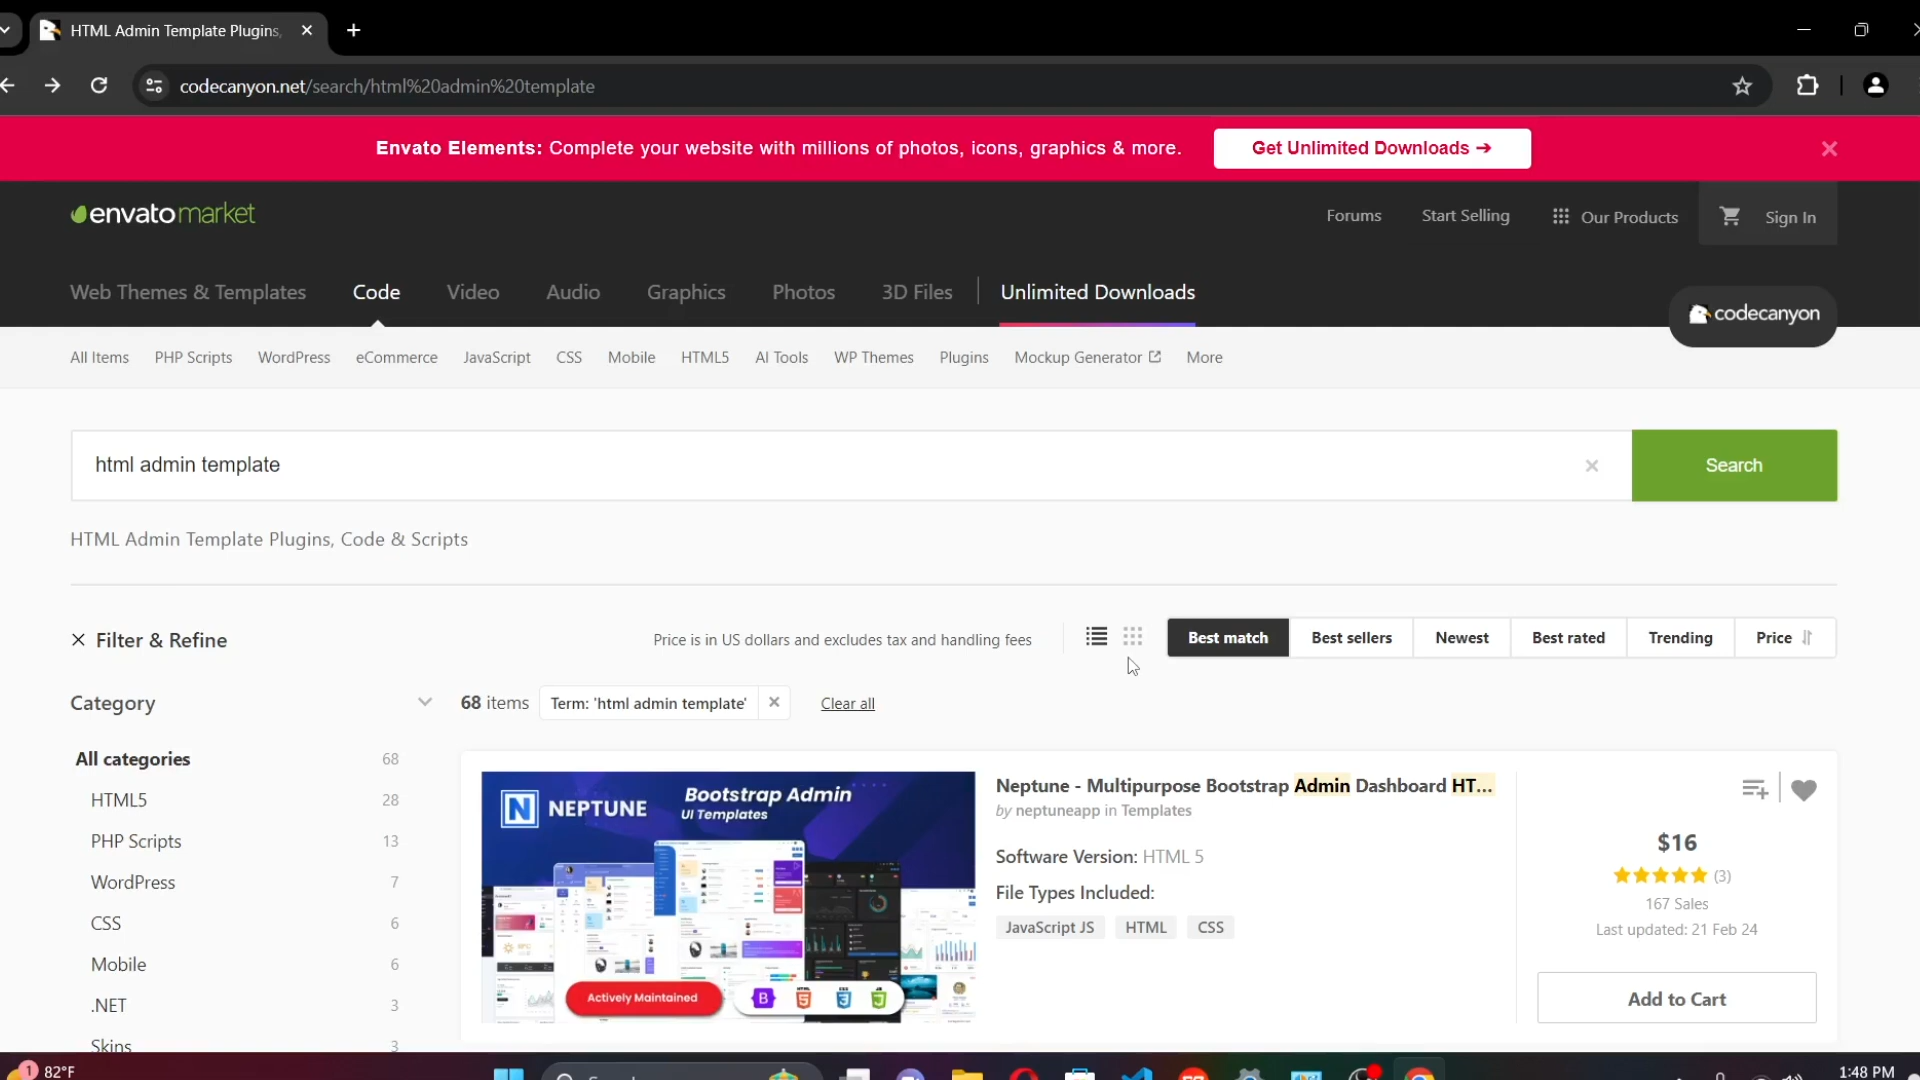 HTML Admin Template Plugins,
codecanyon.net/search/html%20admin%20template
Envato Elements: Complete your website with millions of photos, icons, graphics & more.
Get Unlimited Downloads →
envatomarket
Forums
Start Selling
Our Products
Sign In
Web Themes & Templates
Code
Video
Audio
Graphics
Photos
3D Files
Unlimited Downloads
codecanyon
All Items
PHP Scripts
WordPress
eCommerce
JavaScript
CSS
Mobile
HTML5
AI Tools
WP Themes
Plugins
Mockup Generator
More
html admin template
Search
HTML Admin Template Plugins, Code & Scripts
Filter & Refine
Price is in US dollars and excludes tax and handling fees
Best match
Best sellers
Newest
Best rated
Trending
Price
Category
68 items
Term: 'html admin template'
Clear all
All categories 68
HTML5 28
PHP Scripts 13
WordPress 7
CSS 6
Mobile 6
.NET 3
Skins 3
N NEPTUNE
Bootstrap Admin
UI Templates
Actively Maintained
Neptune - Multipurpose Bootstrap Admin Dashboard HT...
by neptuneapp in Templates
Software Version: HTML 5
File Types Included:
JavaScript JS
HTML
CSS
$16
(3)
167 Sales
Last updated: 21 Feb 24
Add to Cart
1
82°F
1:48 PM